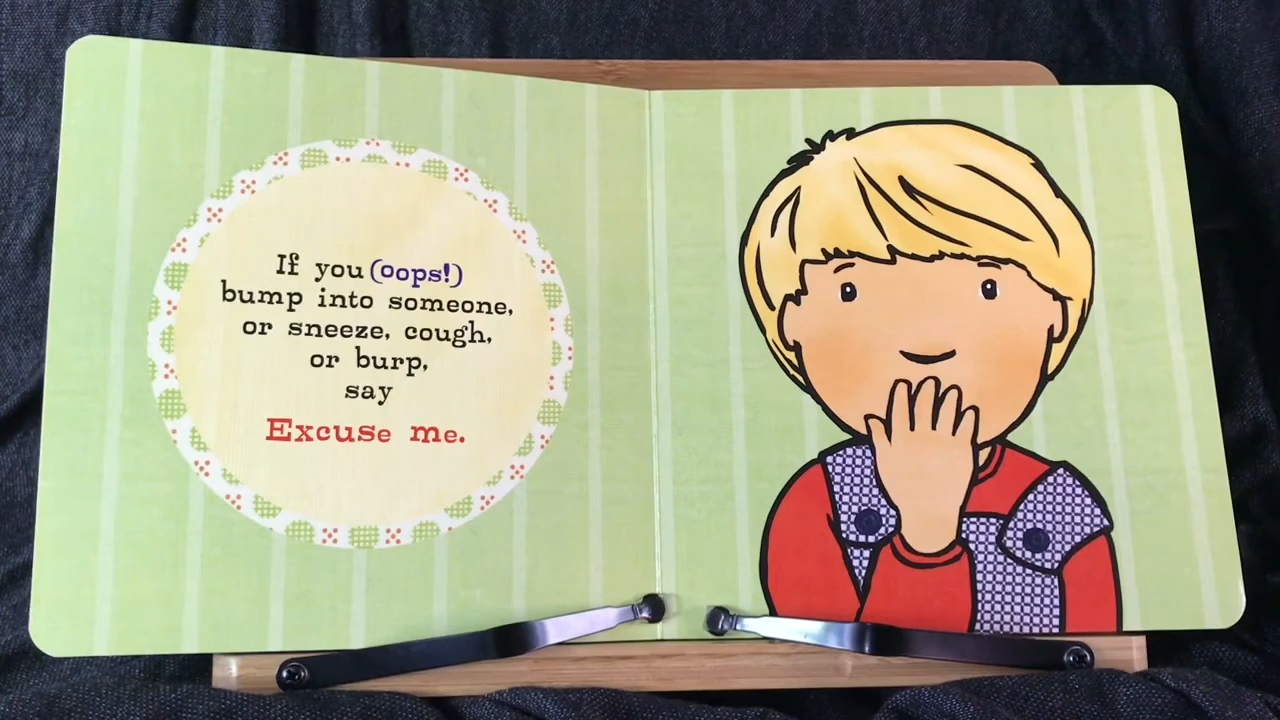 If you (oops!)
bump into someone,
or sneeze, cough,
or burp,
say
Excuse me.